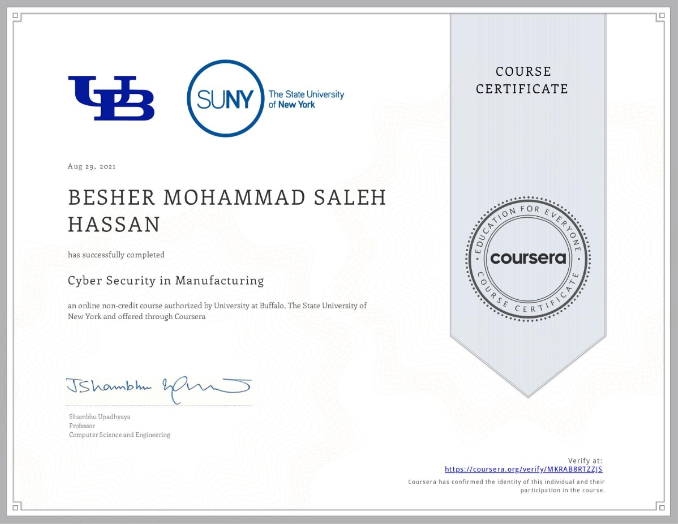 UB
SUNY
The State University
of New York
COURSE
CERTIFICATE
Aug 29, 2021
BESHER MOHAMMAD SALEH
HASSAN
has successfully completed
Cyber Security in Manufacturing
an online non-credit course authorized by University at Buffalo, The State University of
New York and offered through Coursera
EDUCATION FOR EVERYONE
coursera
COURSE CERTIFICATE
JShambhu
Shambhu Upadhyaya
Professor
Computer Science and Engineering
Verify at:
https://coursera.org/verify/MKRAB8RTZZJS
Coursera has confirmed the identity of this individual and their
participation in the course.